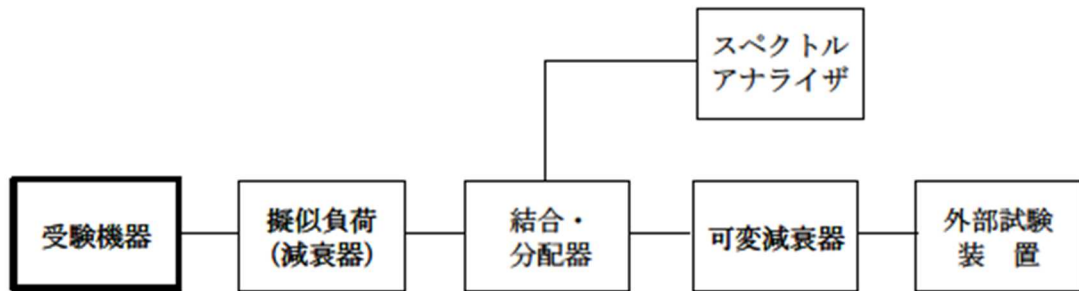 スペクトル
アナライザ
受験機器
擬似負荷
(減衰器)
結合・
分配器
可変減衰器
外部試験
装　置